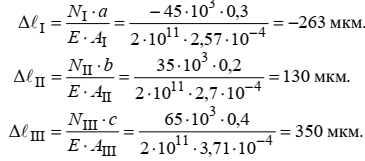 Δℓ_I = (N_I · a)/(E · A_I) = (−45·10³·0,3)/(2·10¹¹·2,57·10⁻⁴) = −263 мкм.
Δℓ_II = (N_II · b)/(E · A_II) = (35·10³·0,2)/(2·10¹¹·2,7·10⁻⁴) = 130 мкм.
Δℓ_III = (N_III · c)/(E · A_III) = (65·10³·0,4)/(2·10¹¹·3,71·10⁻⁴) = 350 мкм.